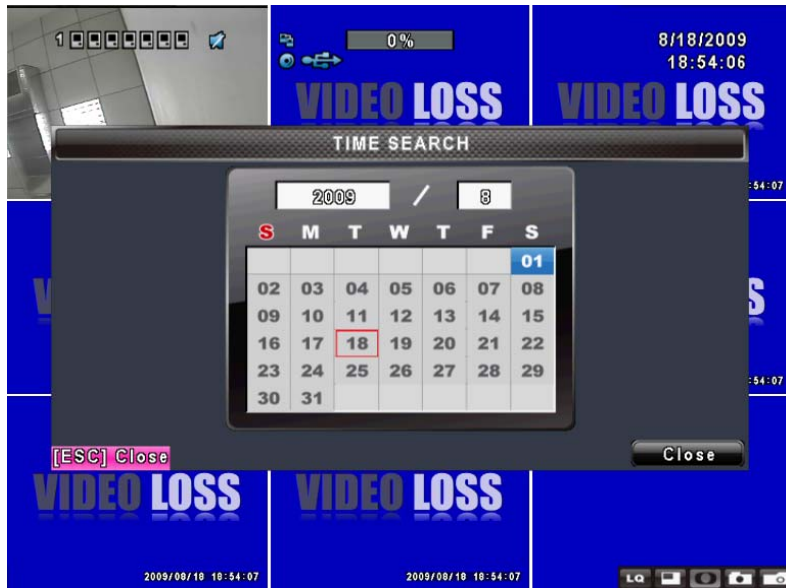 1
0%
8/18/2009
18:54:06
VIDEO LOSS
VIDEO LOSS
TIME SEARCH
:54:07
2009 / 8
S M T W T F S
01
02 03 04 05 06 07 08
09 10 11 12 13 14 15
16 17 18 19 20 21 22
23 24 25 26 27 28 29
:54:07
30 31
[ESC] Close
Close
VIDEO LOSS
VIDEO LOSS
2009/08/18 18:54:07
2009/08/18 18:54:07
LQ